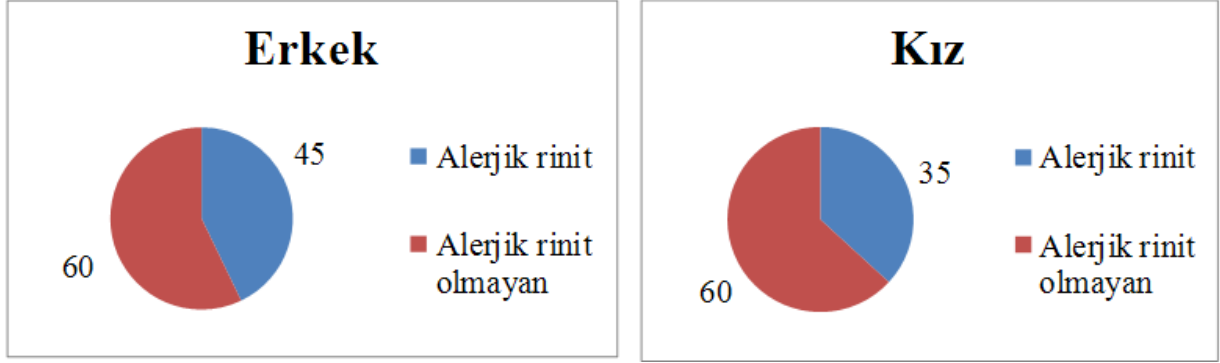 Erkek
45
60
Alerjik rinit
Alerjik rinit
olmayan
Kız
35
60
Alerjik rinit
Alerjik rinit
olmayan